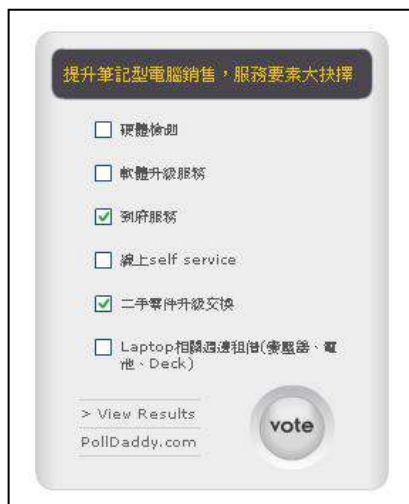 提升筆記型電腦銷售，服務要素大抉擇
硬體檢測
軟體升級服務
到府服務
線上self service
二手零件升級交換
Laptop相關週邊租借(變壓器、電
池、Deck)
> View Results
vote
PollDaddy.com